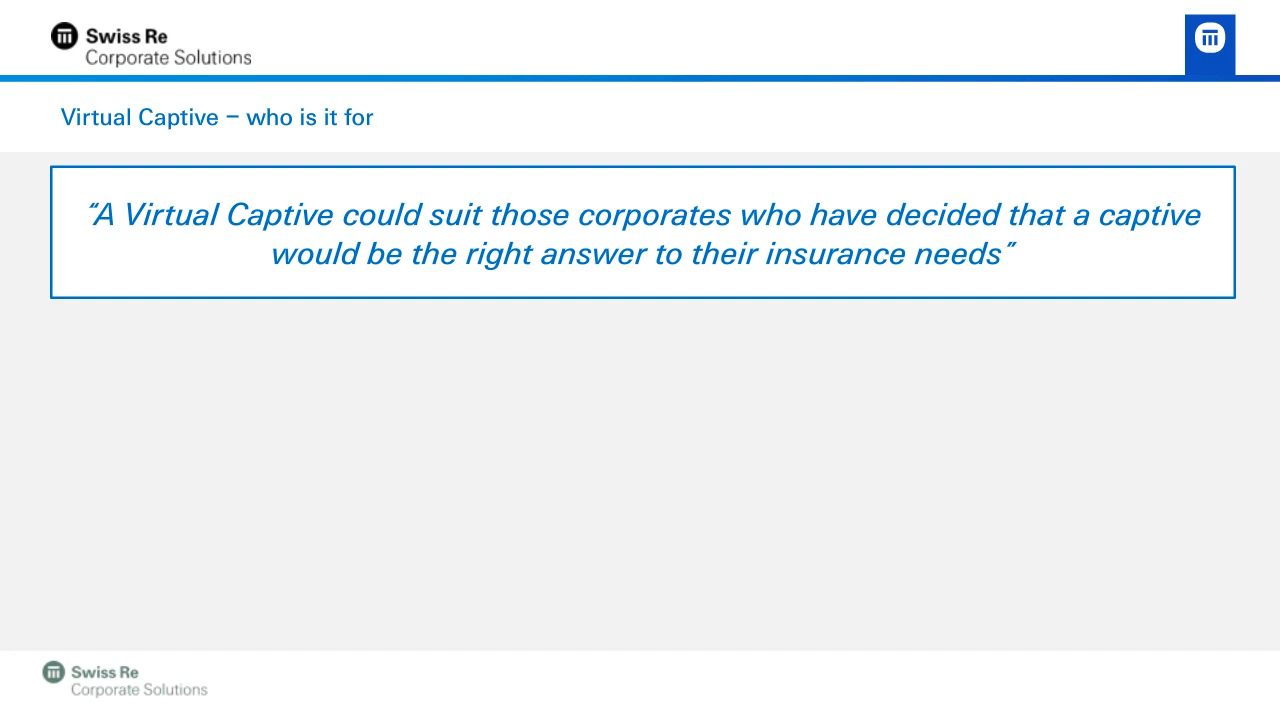 Swiss Re
Corporate Solutions
Virtual Captive – who is it for
“A Virtual Captive could suit those corporates who have decided that a captive
would be the right answer to their insurance needs”
Swiss Re
Corporate Solutions